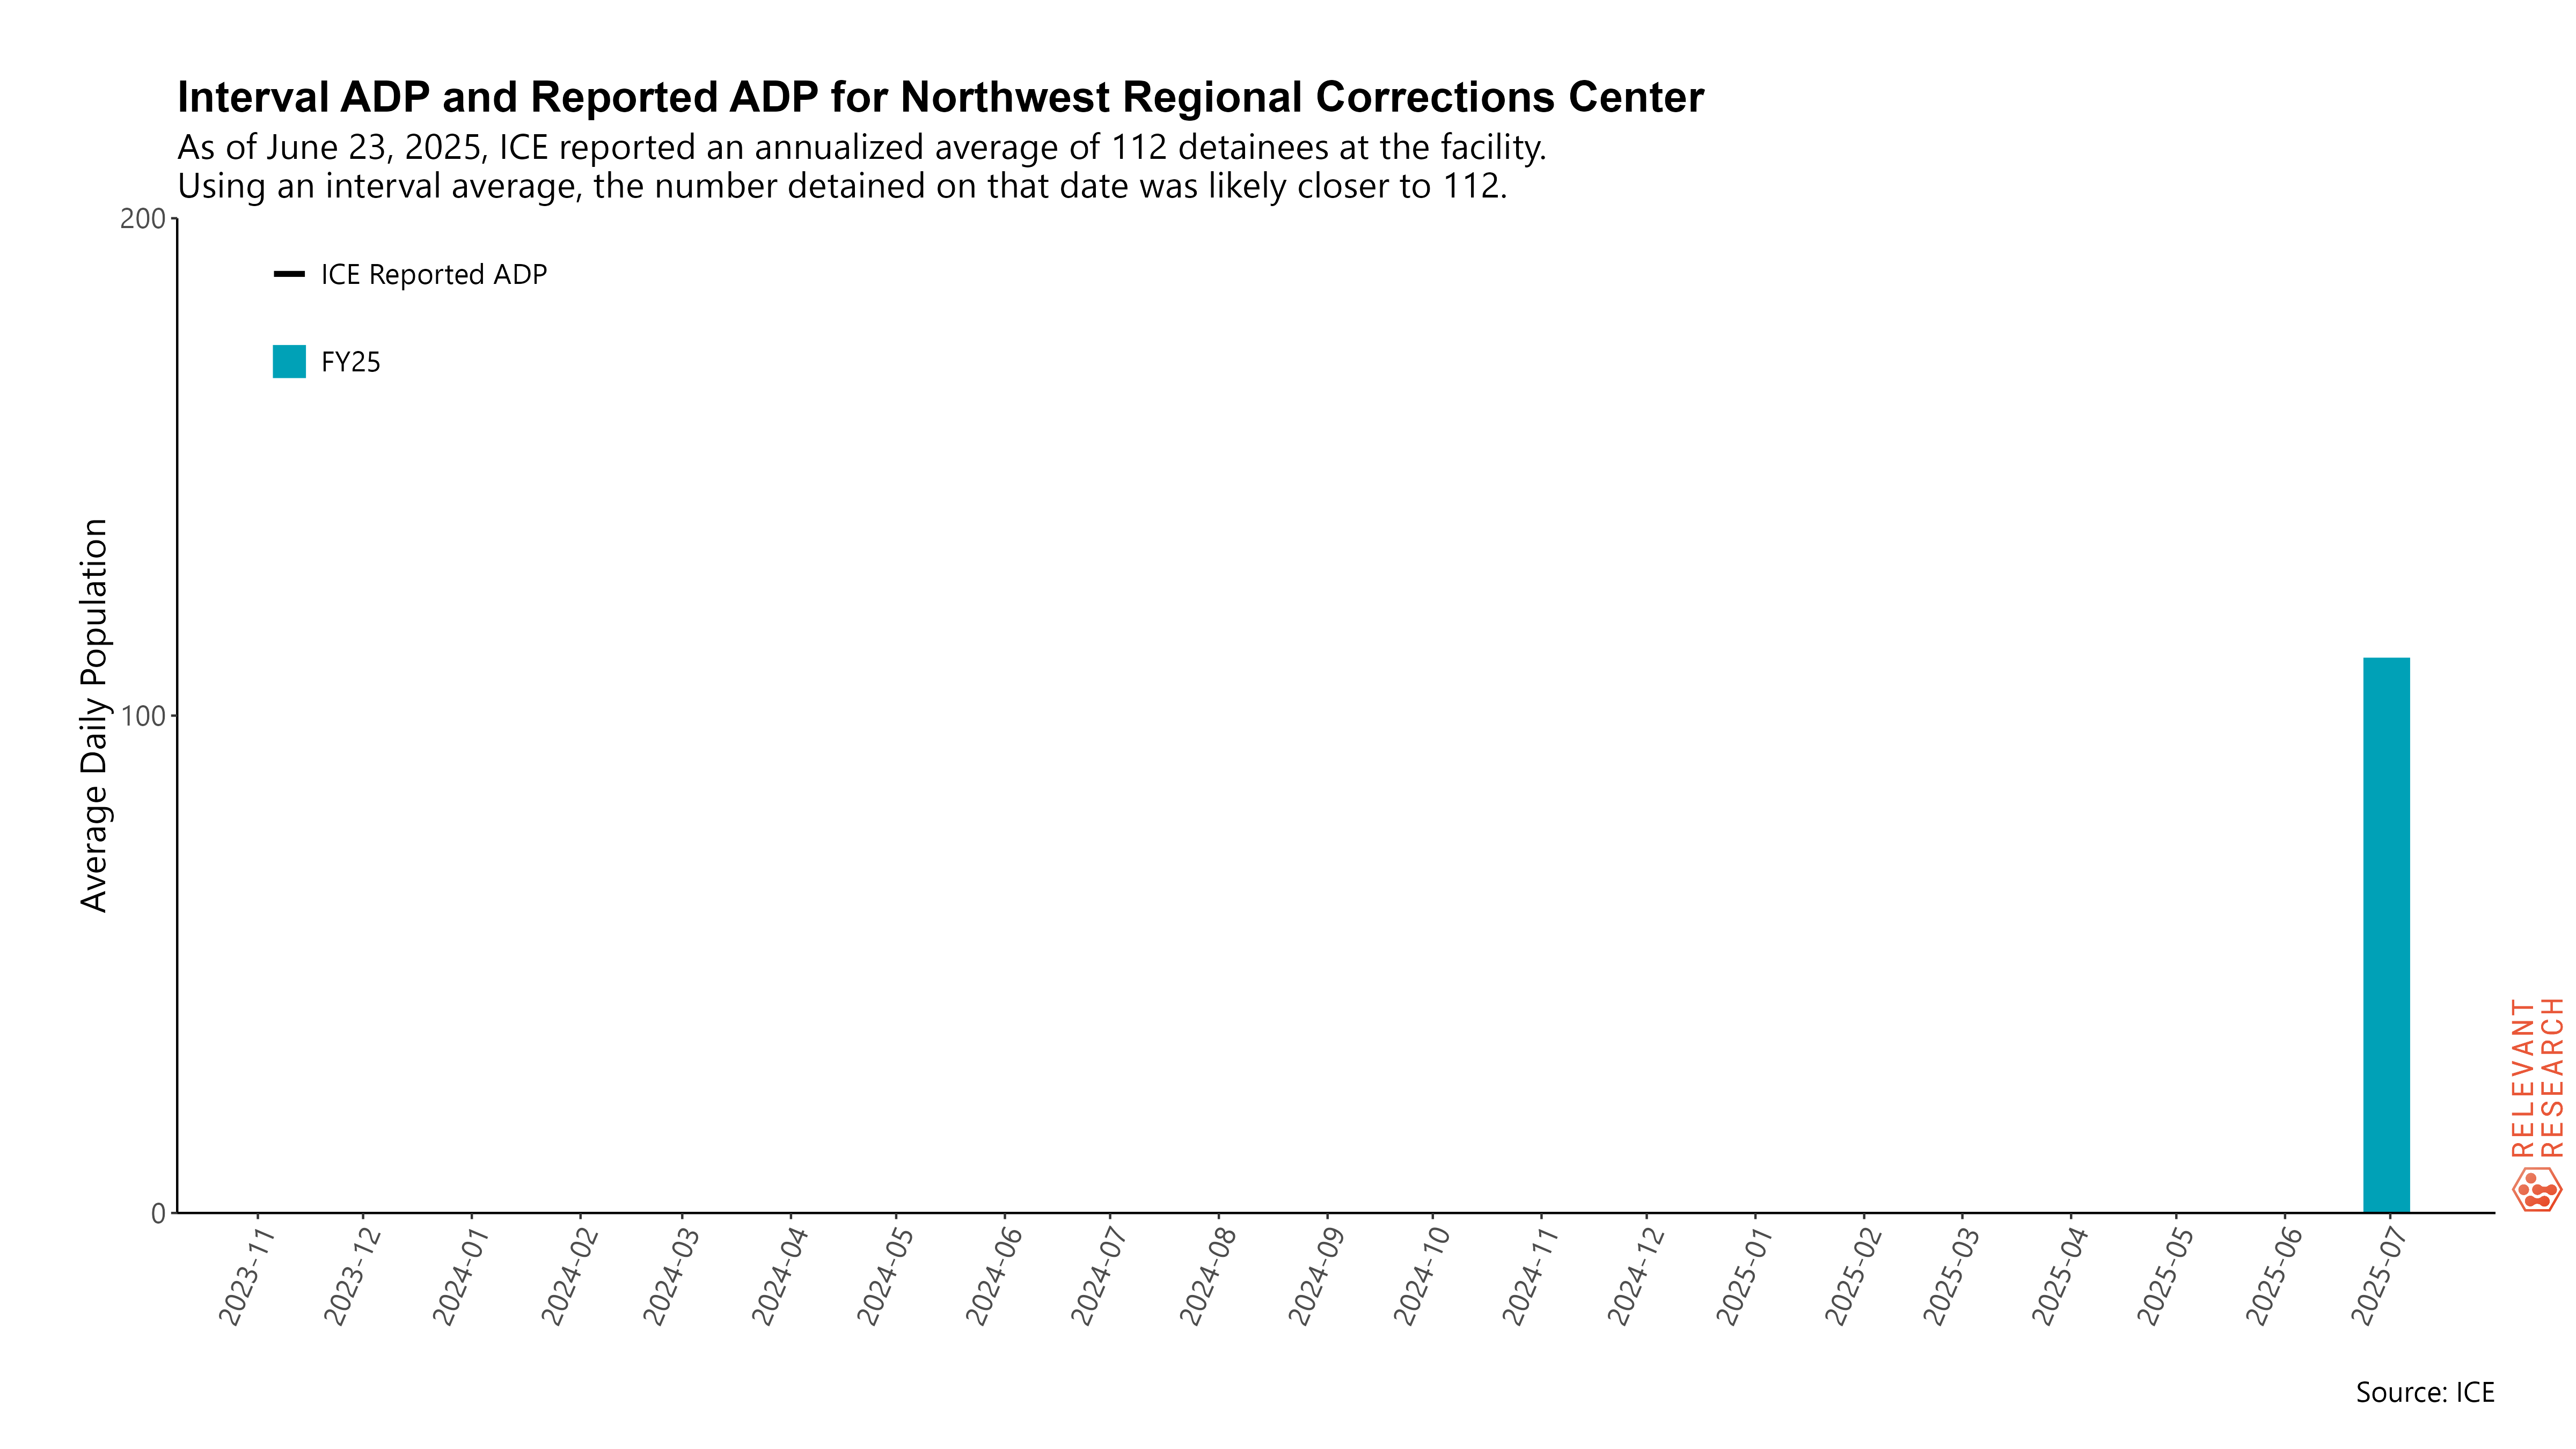 Interval ADP and Reported ADP for Northwest Regional Corrections Center
As of June 23, 2025, ICE reported an annualized average of 112 detainees at the facility.
Using an interval average, the number detained on that date was likely closer to 112.
200
ICE Reported ADP
FY25
Average Daily Population
100
0
2023-11
2023-12
2024-01
2024-02
2024-03
2024-04
2024-05
2024-06
2024-07
2024-08
2024-09
2024-10
2024-11
2024-12
2025-01
2025-02
2025-03
2025-04
2025-05
2025-06
2025-07
RELEVANT
RESEARCH
Source: ICE